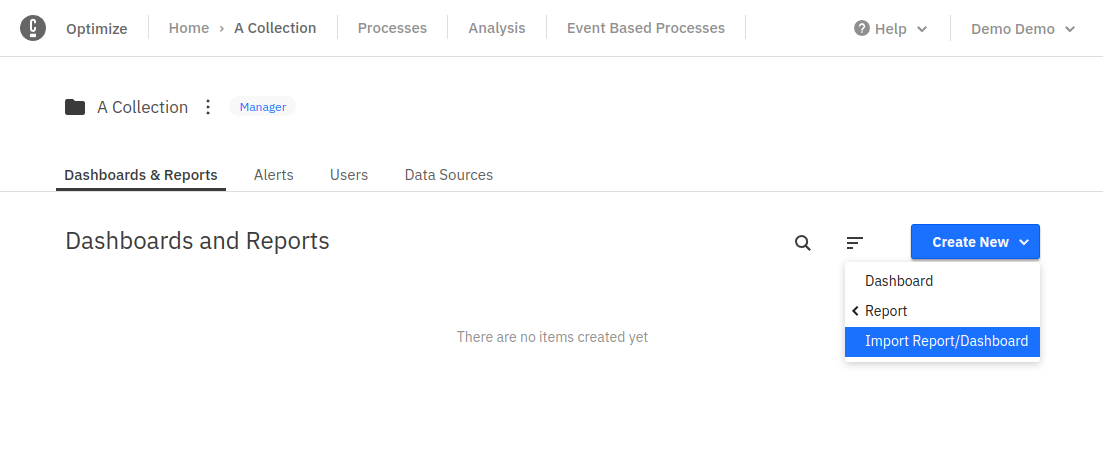 Optimize Home › A Collection Processes Analysis Event Based Processes Help Demo Demo
A Collection Manager
Dashboards & Reports Alerts Users Data Sources
Dashboards and Reports Create New
Dashboard
Report
Import Report/Dashboard
There are no items created yet